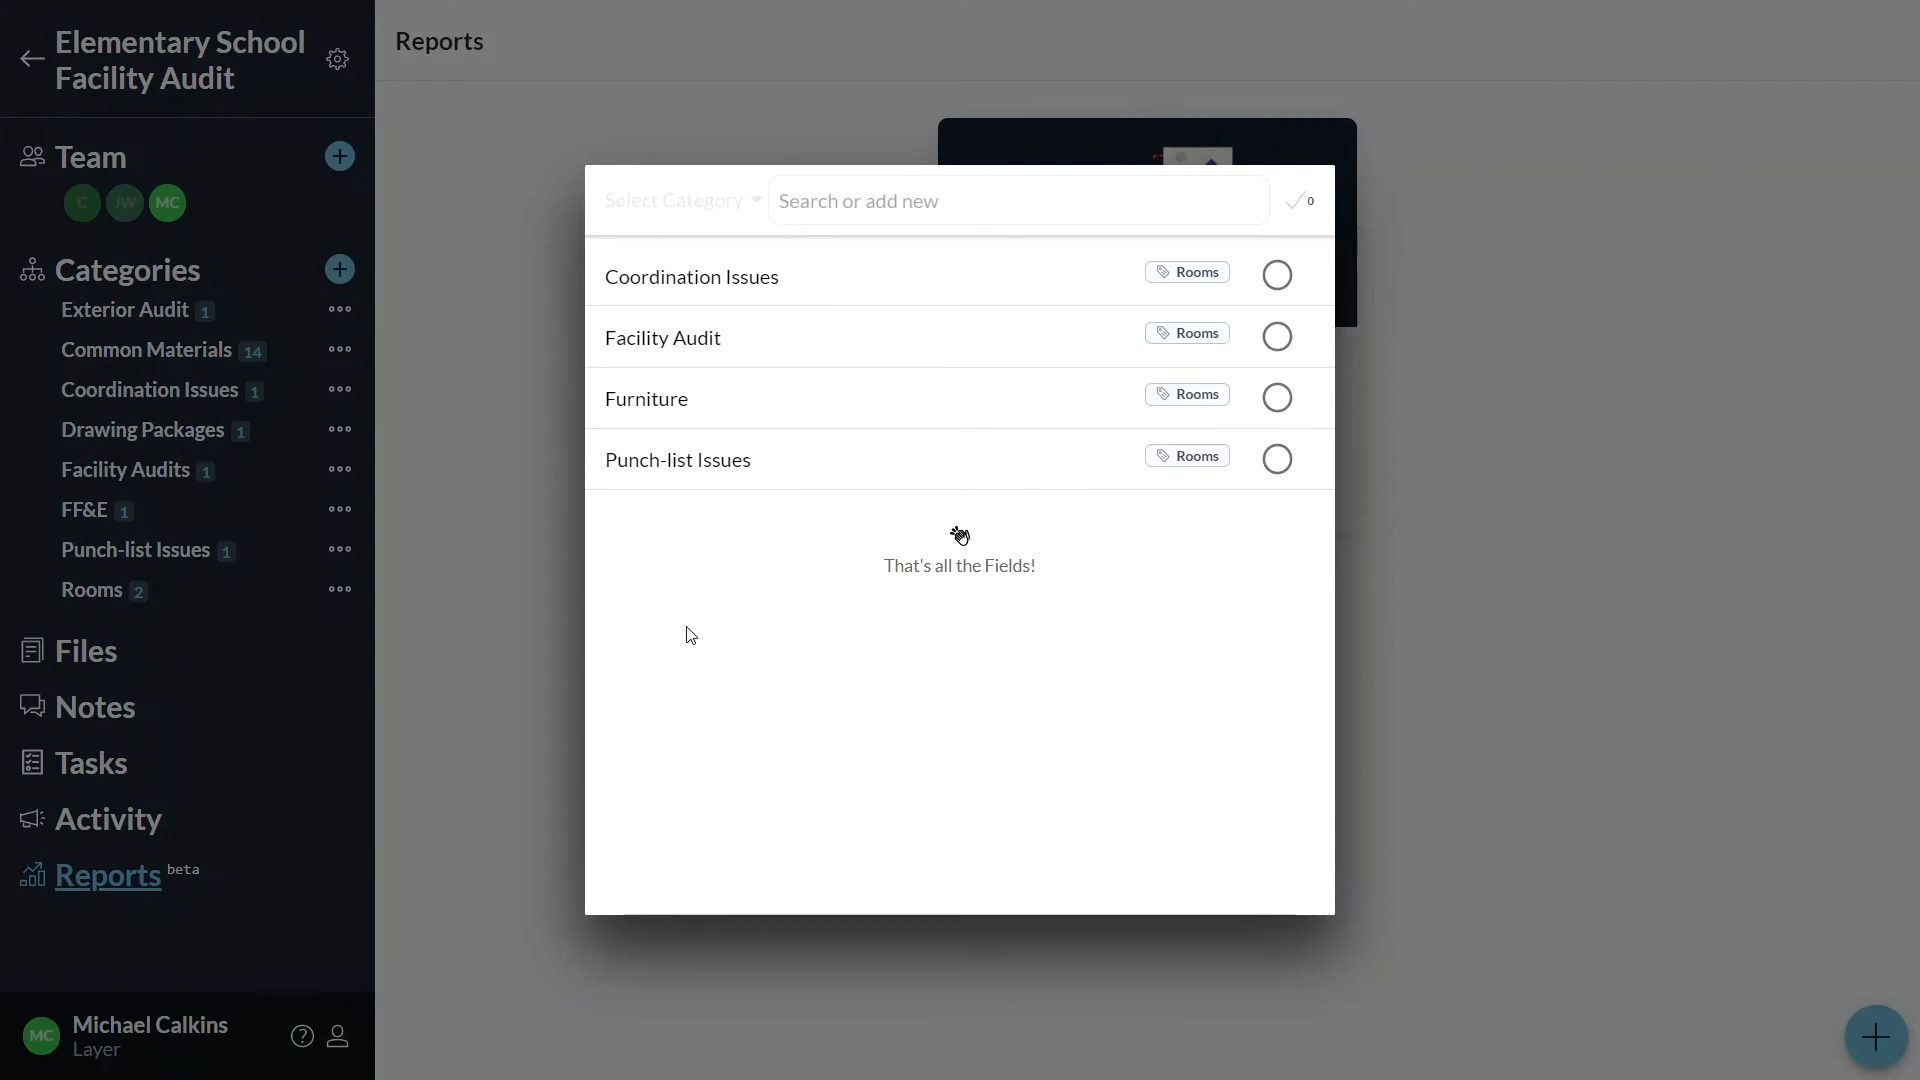 Elementary School
Facility Audit
Team
C JW MC
Categories
Exterior Audit 1
Common Materials 14
Coordination Issues 1
Drawing Packages 1
Facility Audits 1
FF&E 1
Punch-list Issues 1
Rooms 2
Files
Notes
Tasks
Activity
Reports beta
MC Michael Calkins
Layer
Reports
Select Category Search or add new 0
Coordination Issues Rooms
Facility Audit Rooms
Furniture Rooms
Punch-list Issues Rooms
That's all the Fields!